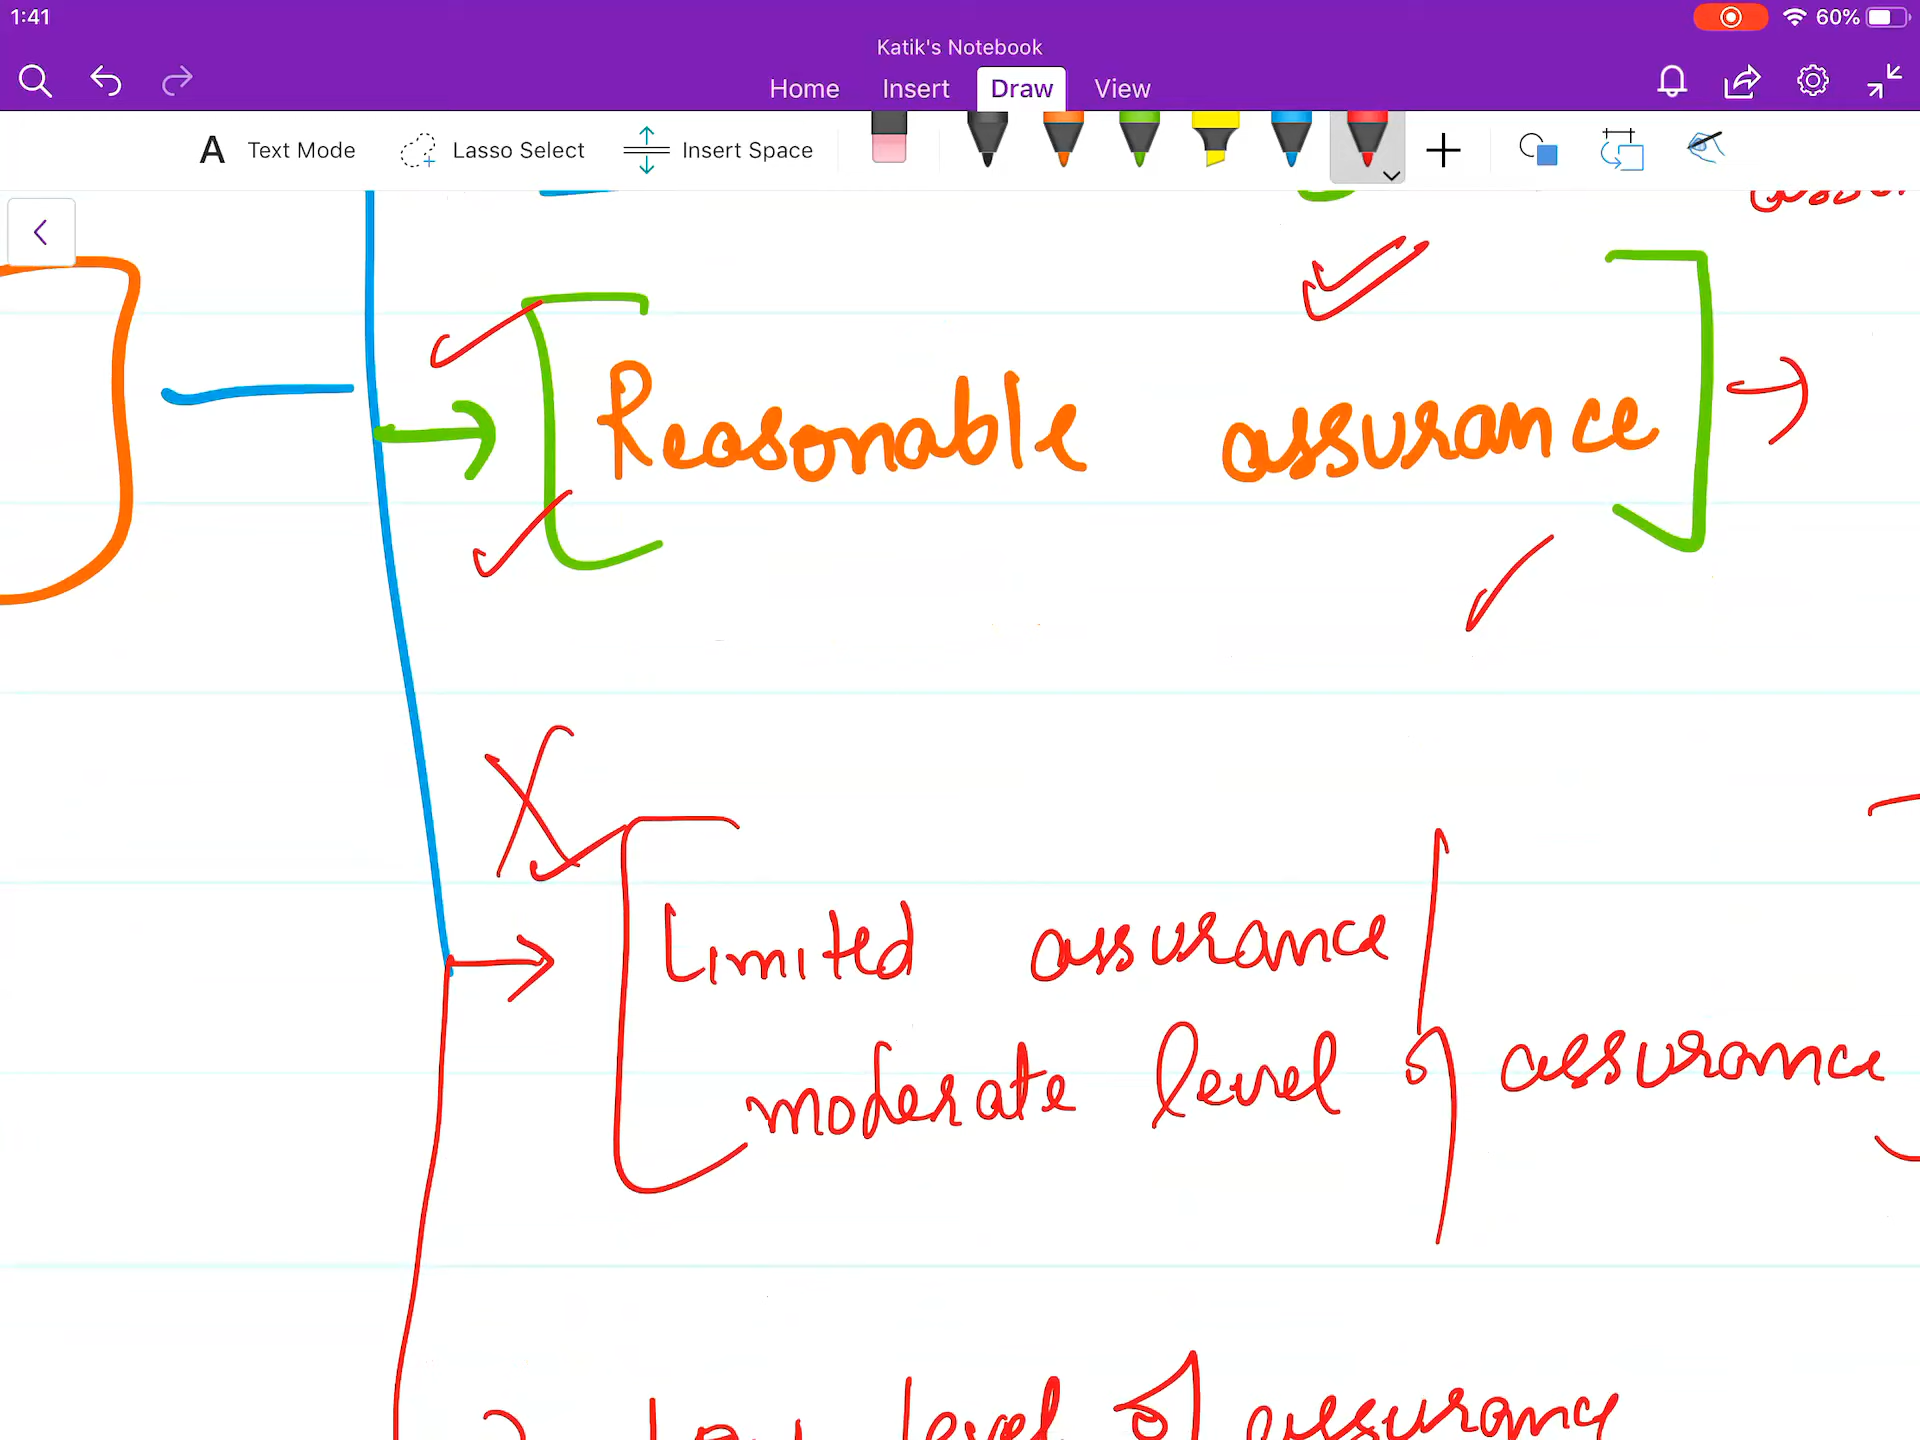 1:41
60%
Katik's Notebook
Home Insert Draw View
A Text Mode Lasso Select Insert Space
Reasonable assurance
Limited assurance
moderate level of assurance
Low level of assurance